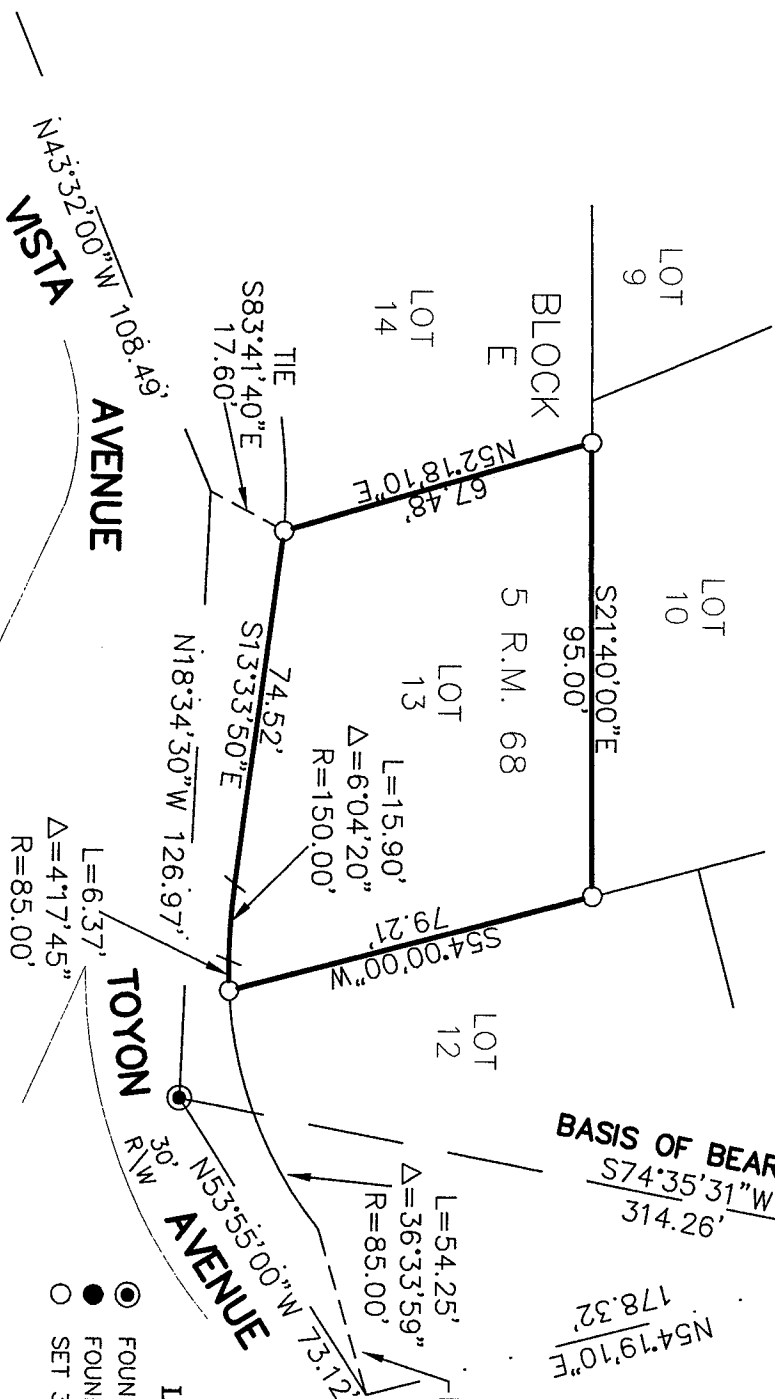 LOT
9
LOT
10
BLOCK
E
LOT
14
S21°40'00"E
95.00'
N52°18'10"E
67.48'
5 R.M. 68
LOT
13
TIE
S83°41'40"E
17.60'
N43°32'00"W 108.49'
VISTA
AVENUE
74.52'
S13°33'50"E
N18°34'30"W 126.97'
L=15.90'
Δ=6°04'20"
R=150.00'
L=6.37'
Δ=4°17'45"
R=85.00'
S54°00'00"W
79.21'
LOT
12
BASIS OF BEAR
S74°35'31"W
314.26'
N54°19'10"E
178.32'
L=54.25'
Δ=36°33'59"
R=85.00'
TOYON
AVENUE
30'
R\W
N53°55'00"W 73.12'
L
FOUN
FOUN
SET 3